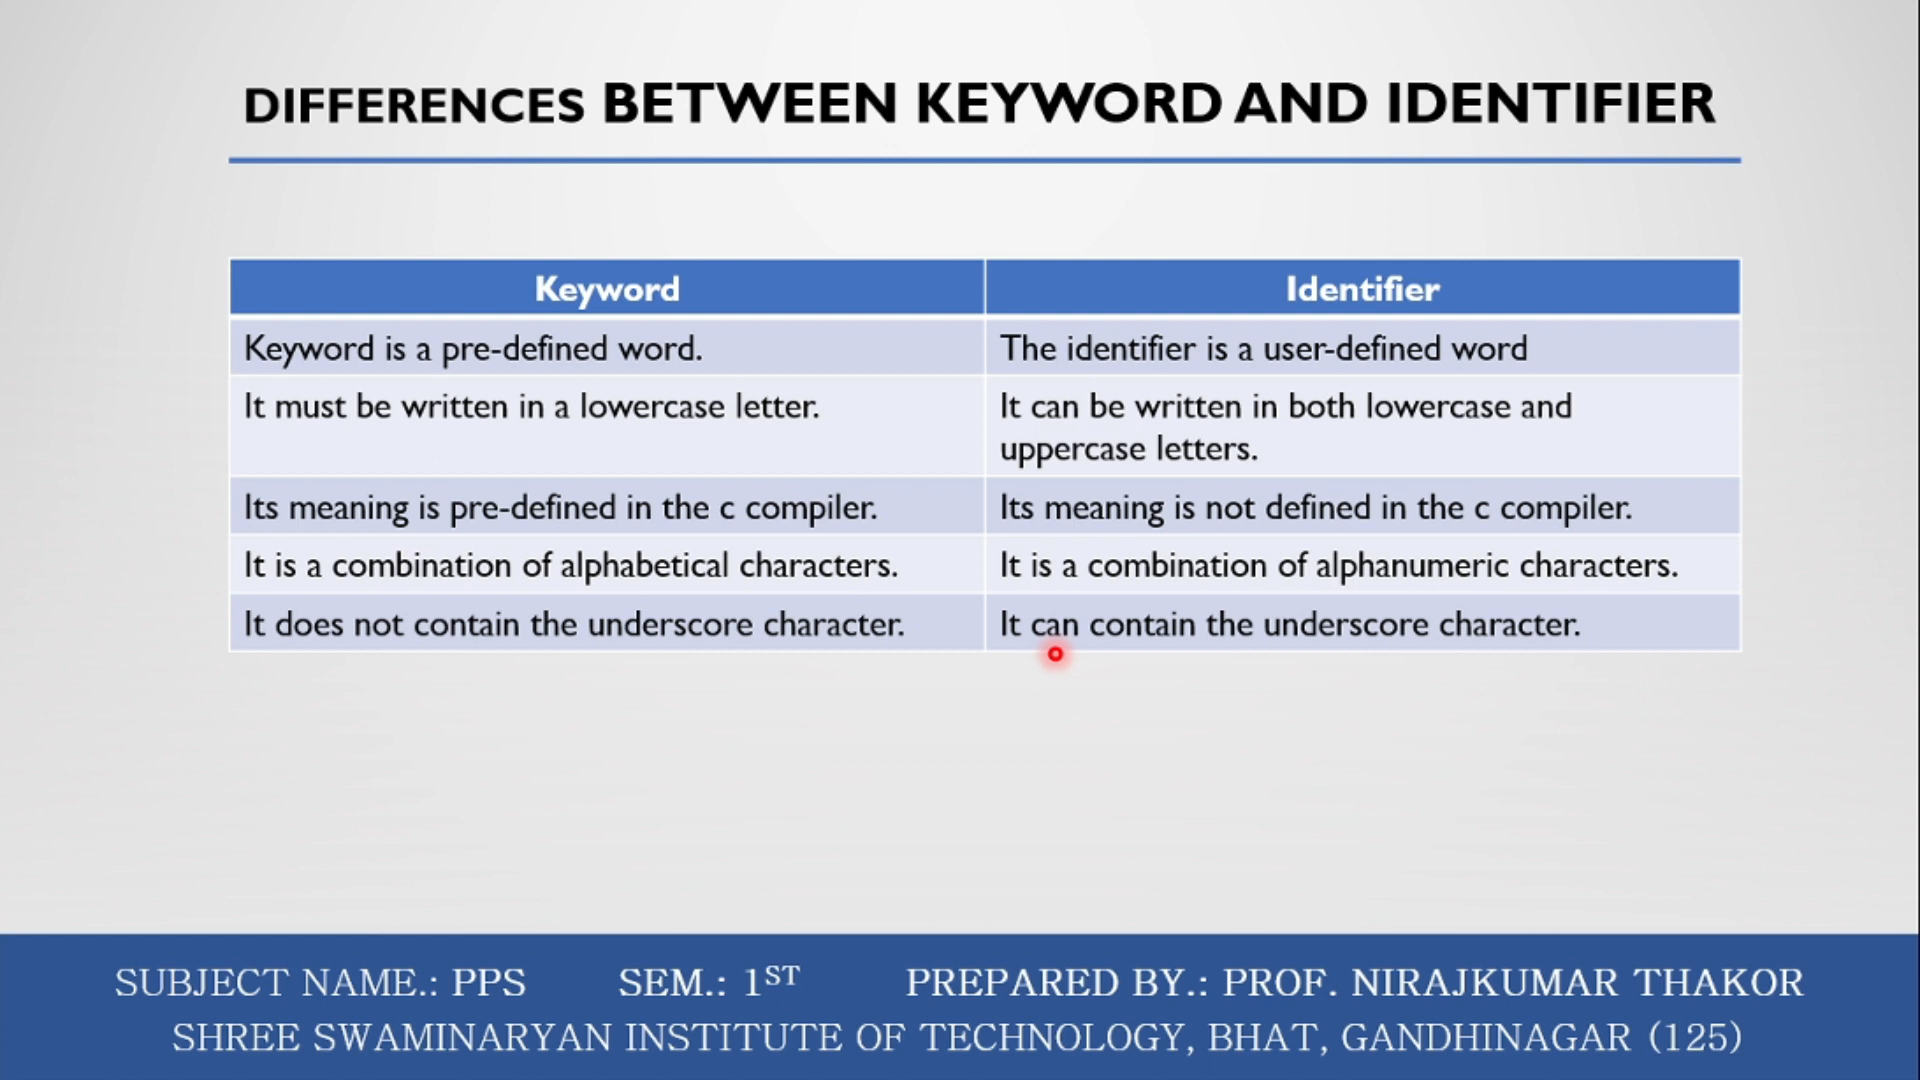 DIFFERENCES BETWEEN KEYWORD AND IDENTIFIER
Keyword
Identifier
Keyword is a pre-defined word.
The identifier is a user-defined word
It must be written in a lowercase letter.
It can be written in both lowercase and
uppercase letters.
Its meaning is pre-defined in the c compiler.
Its meaning is not defined in the c compiler.
It is a combination of alphabetical characters.
It is a combination of alphanumeric characters.
It does not contain the underscore character.
It can contain the underscore character.
SUBJECT NAME.: PPS SEM.: 1ST PREPARED BY.: PROF. NIRAJKUMAR THAKOR
SHREE SWAMINARYAN INSTITUTE OF TECHNOLOGY, BHAT, GANDHINAGAR (125)